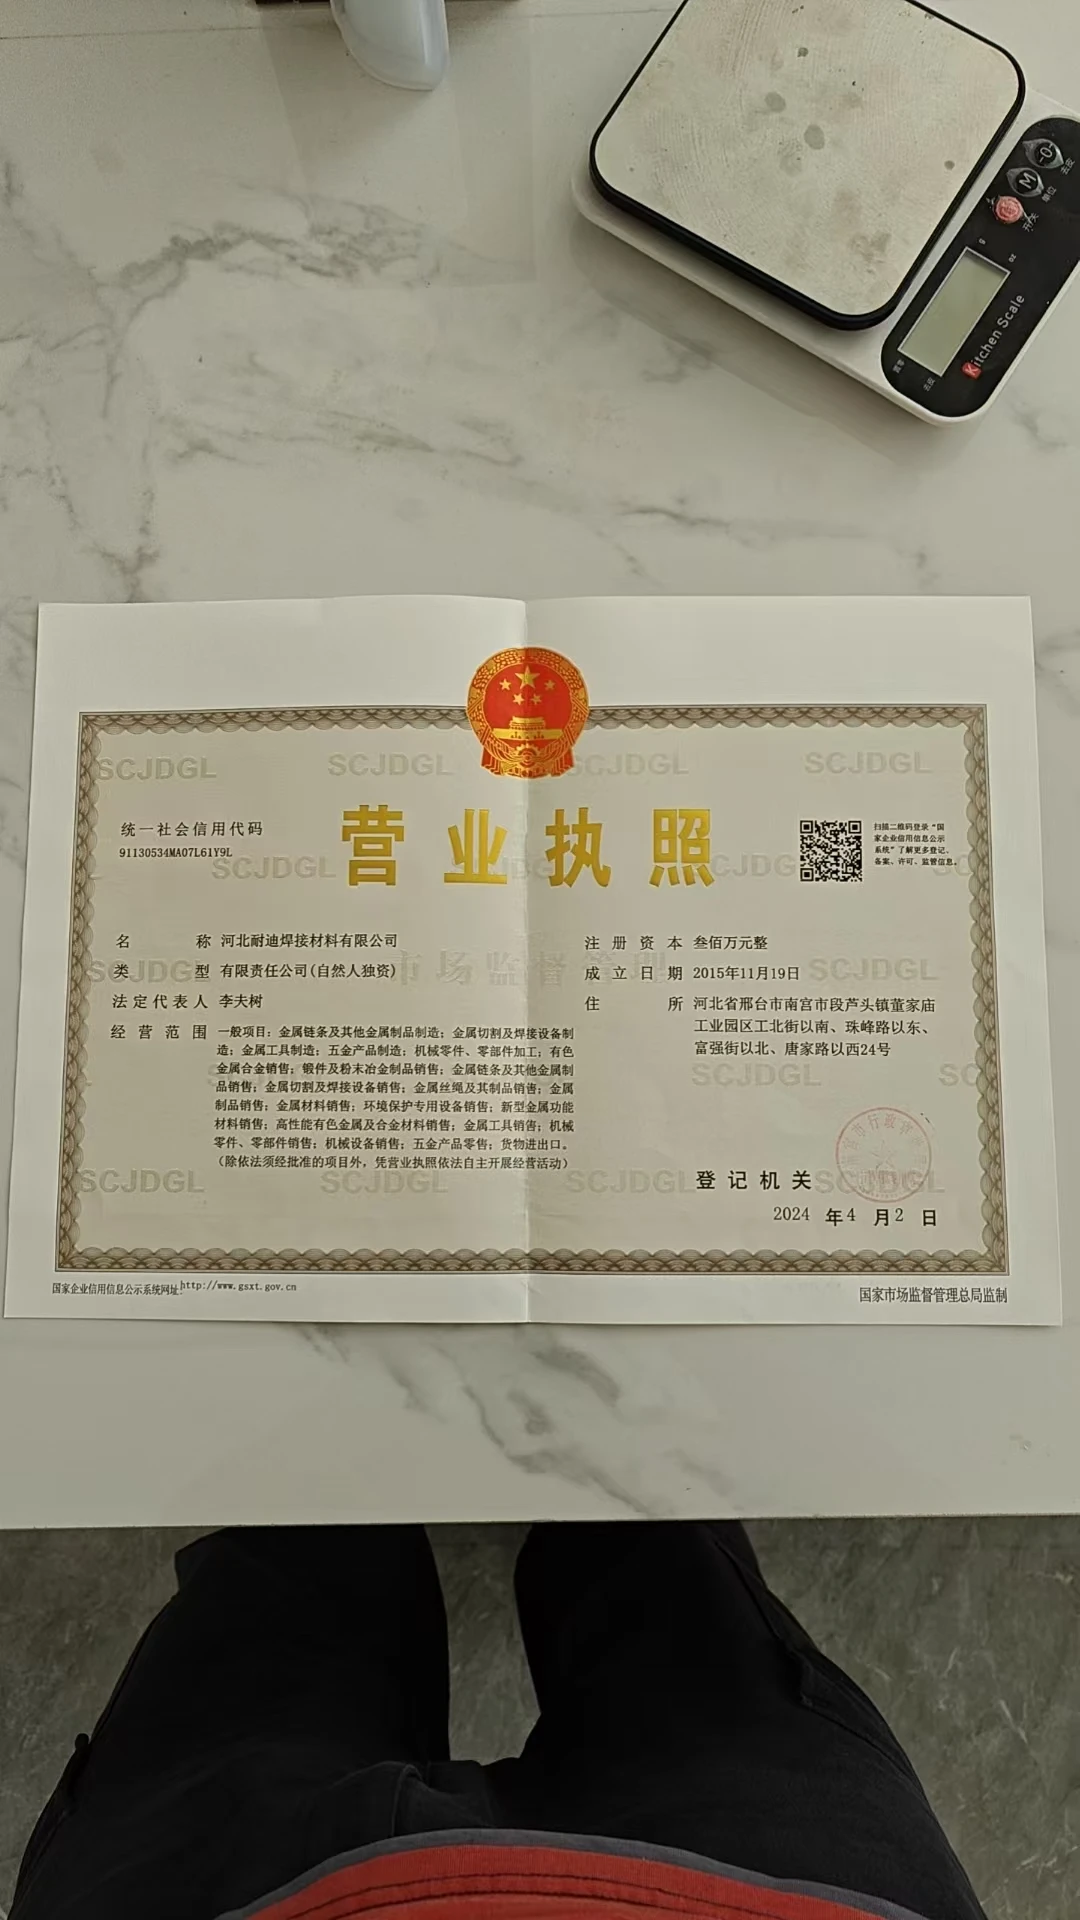 去皮
M
单位
开关
g
oz
Kitchen Scale
去皮
SCJDGL SCJDGL SCJDGL SCJDGL
营业执照
统一社会信用代码
91130534MA07L61Y9L
扫描二维码登录“国
家企业信用信息公示
系统”了解更多登记、
备案、许可、监管信息。
SCJDGL
名称 河北耐迪焊接材料有限公司
类型 有限责任公司(自然人独资)
法定代表人 李夫树
经营范围 一般项目：金属链条及其他金属制品制造；金属切割及焊接设备制
造；金属工具制造；五金产品制造；机械零件、零部件加工；有色
金属合金销售；锻件及粉末冶金制品销售；金属链条及其他金属制
品销售；金属切割及焊接设备销售；金属丝绳及其制品销售；金属
制品销售；金属材料销售；环境保护专用设备销售；新型金属功能
材料销售；高性能有色金属及合金材料销售；金属工具销售；机械
零件、零部件销售；机械设备销售；五金产品零售；货物进出口。
（除依法须经批准的项目外，凭营业执照依法自主开展经营活动）
注册资本 叁佰万元整
成立日期 2015年11月19日
住所 河北省邢台市南宫市段芦头镇董家庙
工业园区工北街以南、珠峰路以东、
富强街以北、唐家路以西24号
市场监督管理
SCJDGL SCJDGL
SCJDGL
登记机关
2024 年 4 月 2 日
SCJDGL SCJDGL SCJDGL SCJDGL
国家企业信用信息公示系统网址:http://www.gsxt.gov.cn
国家市场监督管理总局监制